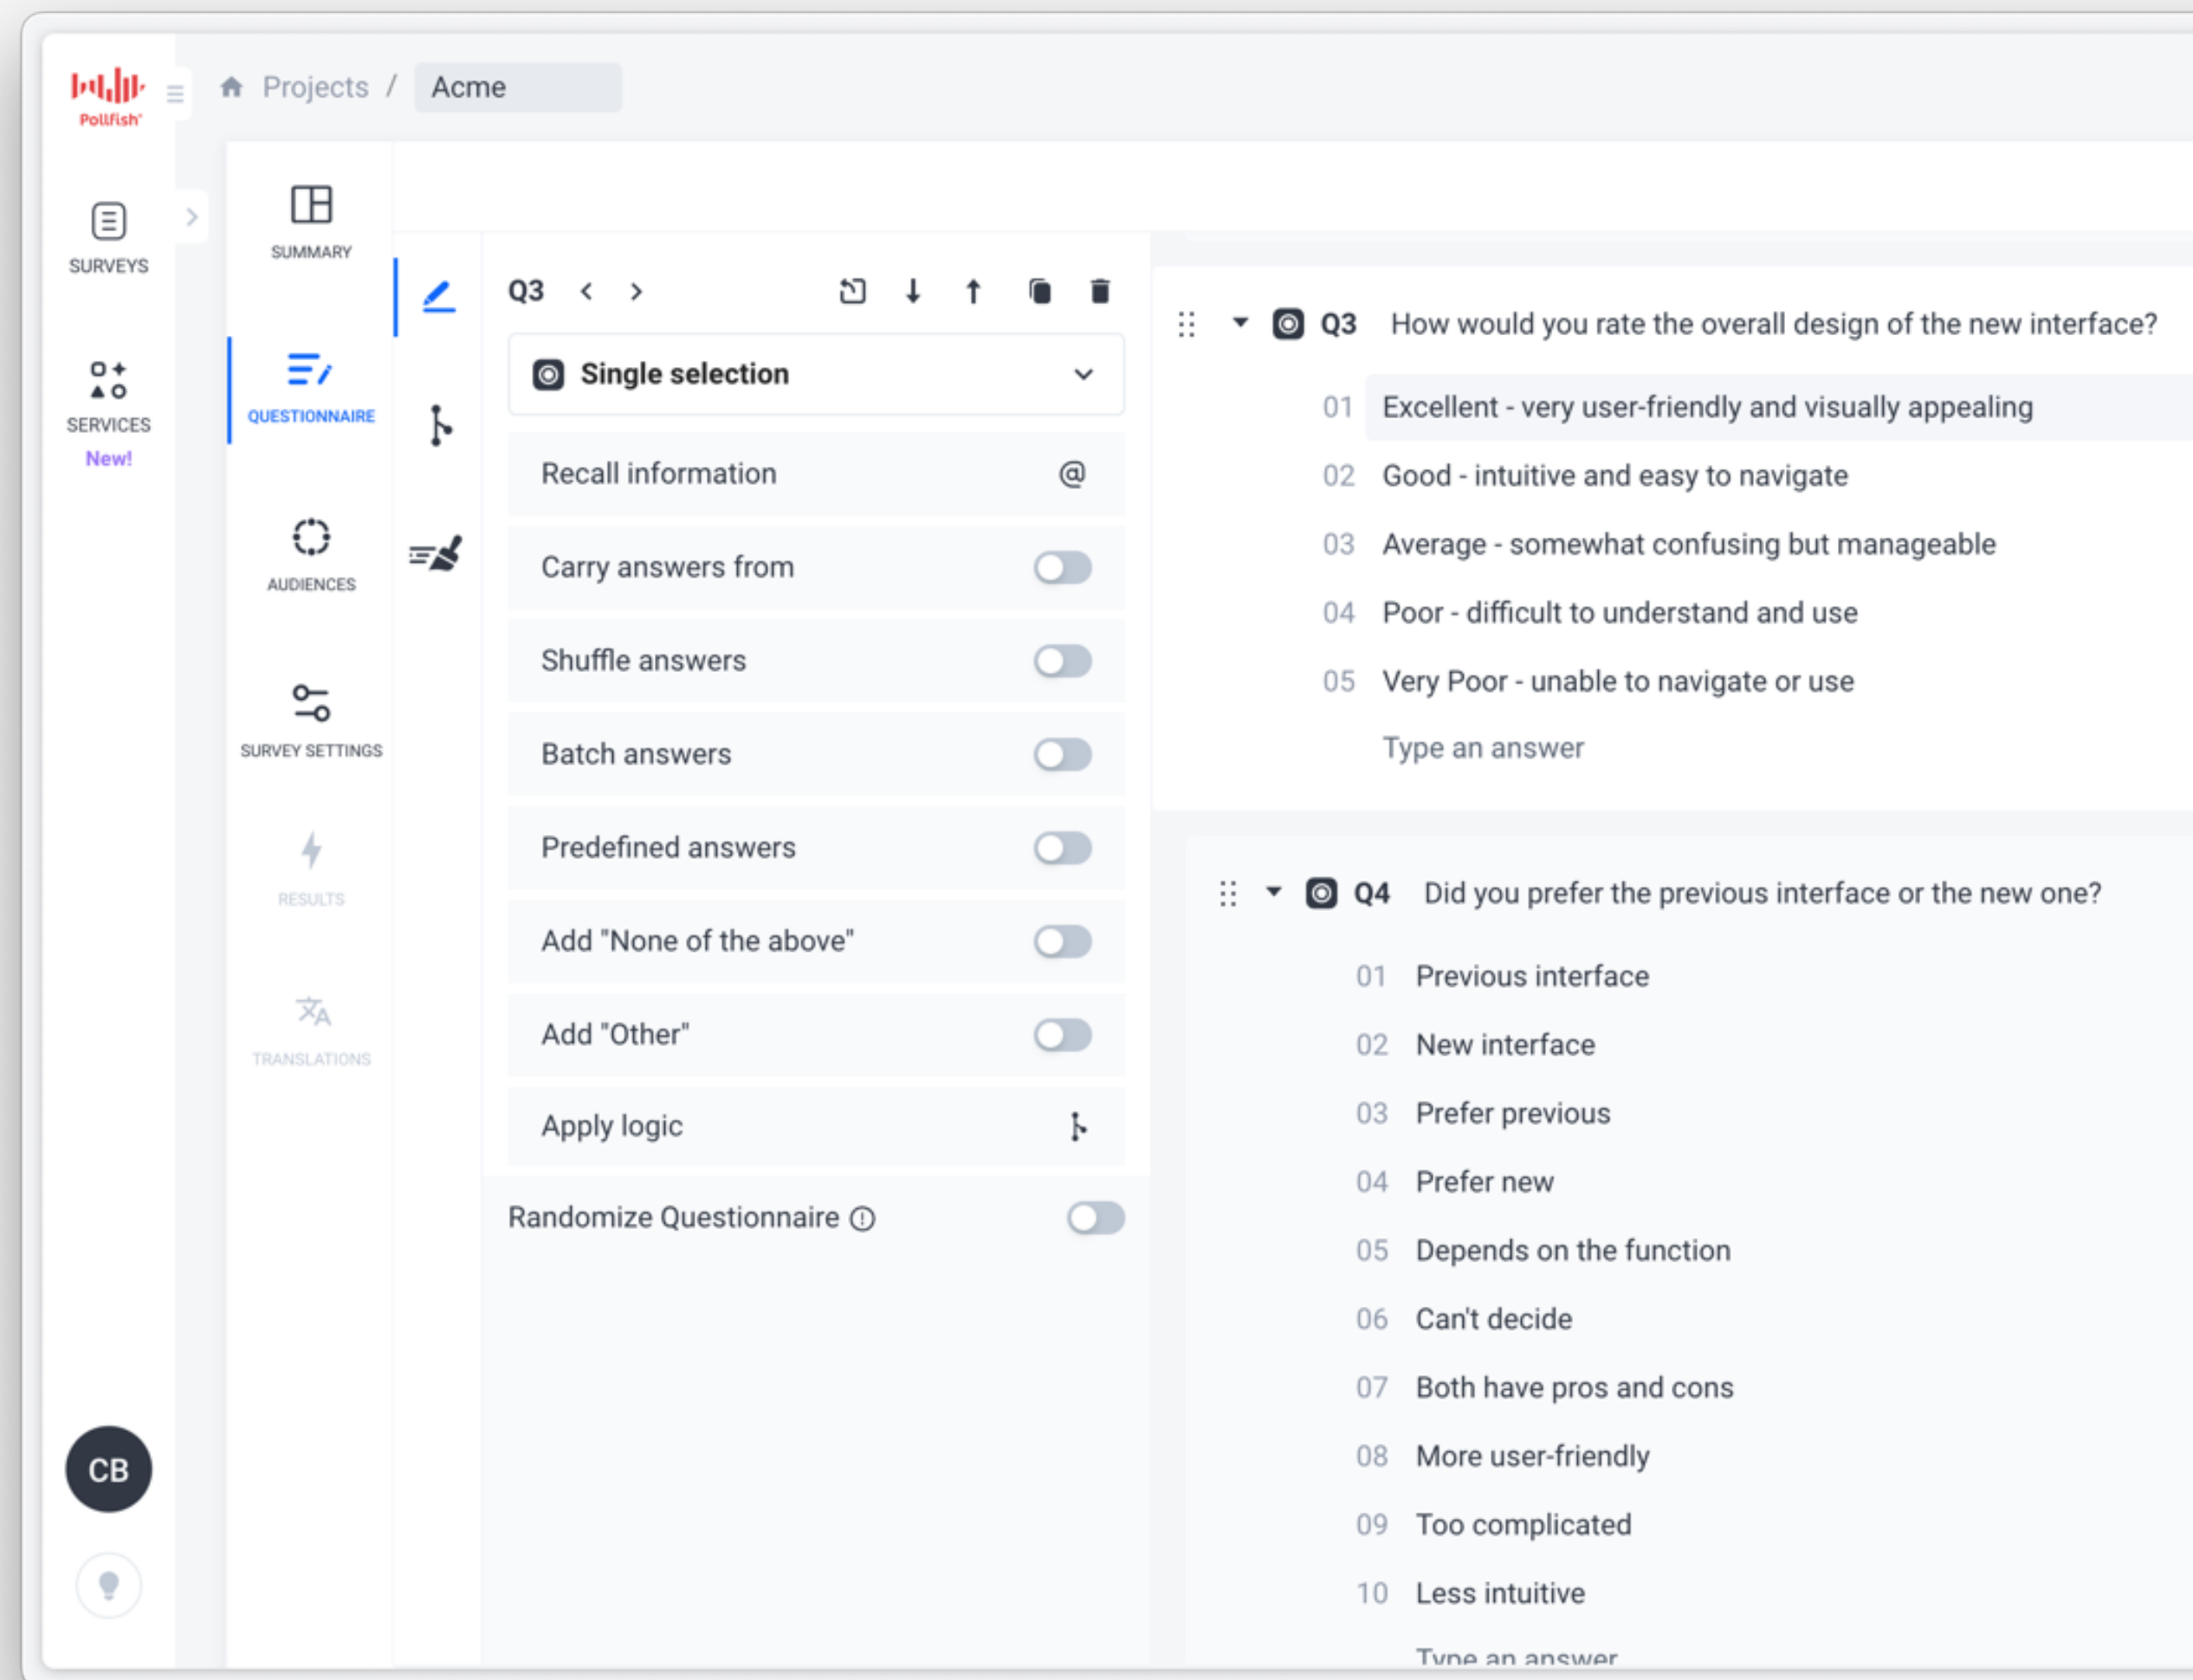 Pollfish
Projects / Acme
SURVEYS
SERVICES
New!
CB
SUMMARY
QUESTIONNAIRE
AUDIENCES
SURVEY SETTINGS
RESULTS
TRANSLATIONS
Q3
Single selection
Recall information @
Carry answers from
Shuffle answers
Batch answers
Predefined answers
Add "None of the above"
Add "Other"
Apply logic
Randomize Questionnaire
Q3 How would you rate the overall design of the new interface?
01 Excellent - very user-friendly and visually appealing
02 Good - intuitive and easy to navigate
03 Average - somewhat confusing but manageable
04 Poor - difficult to understand and use
05 Very Poor - unable to navigate or use
Type an answer
Q4 Did you prefer the previous interface or the new one?
01 Previous interface
02 New interface
03 Prefer previous
04 Prefer new
05 Depends on the function
06 Can't decide
07 Both have pros and cons
08 More user-friendly
09 Too complicated
10 Less intuitive
Type an answer